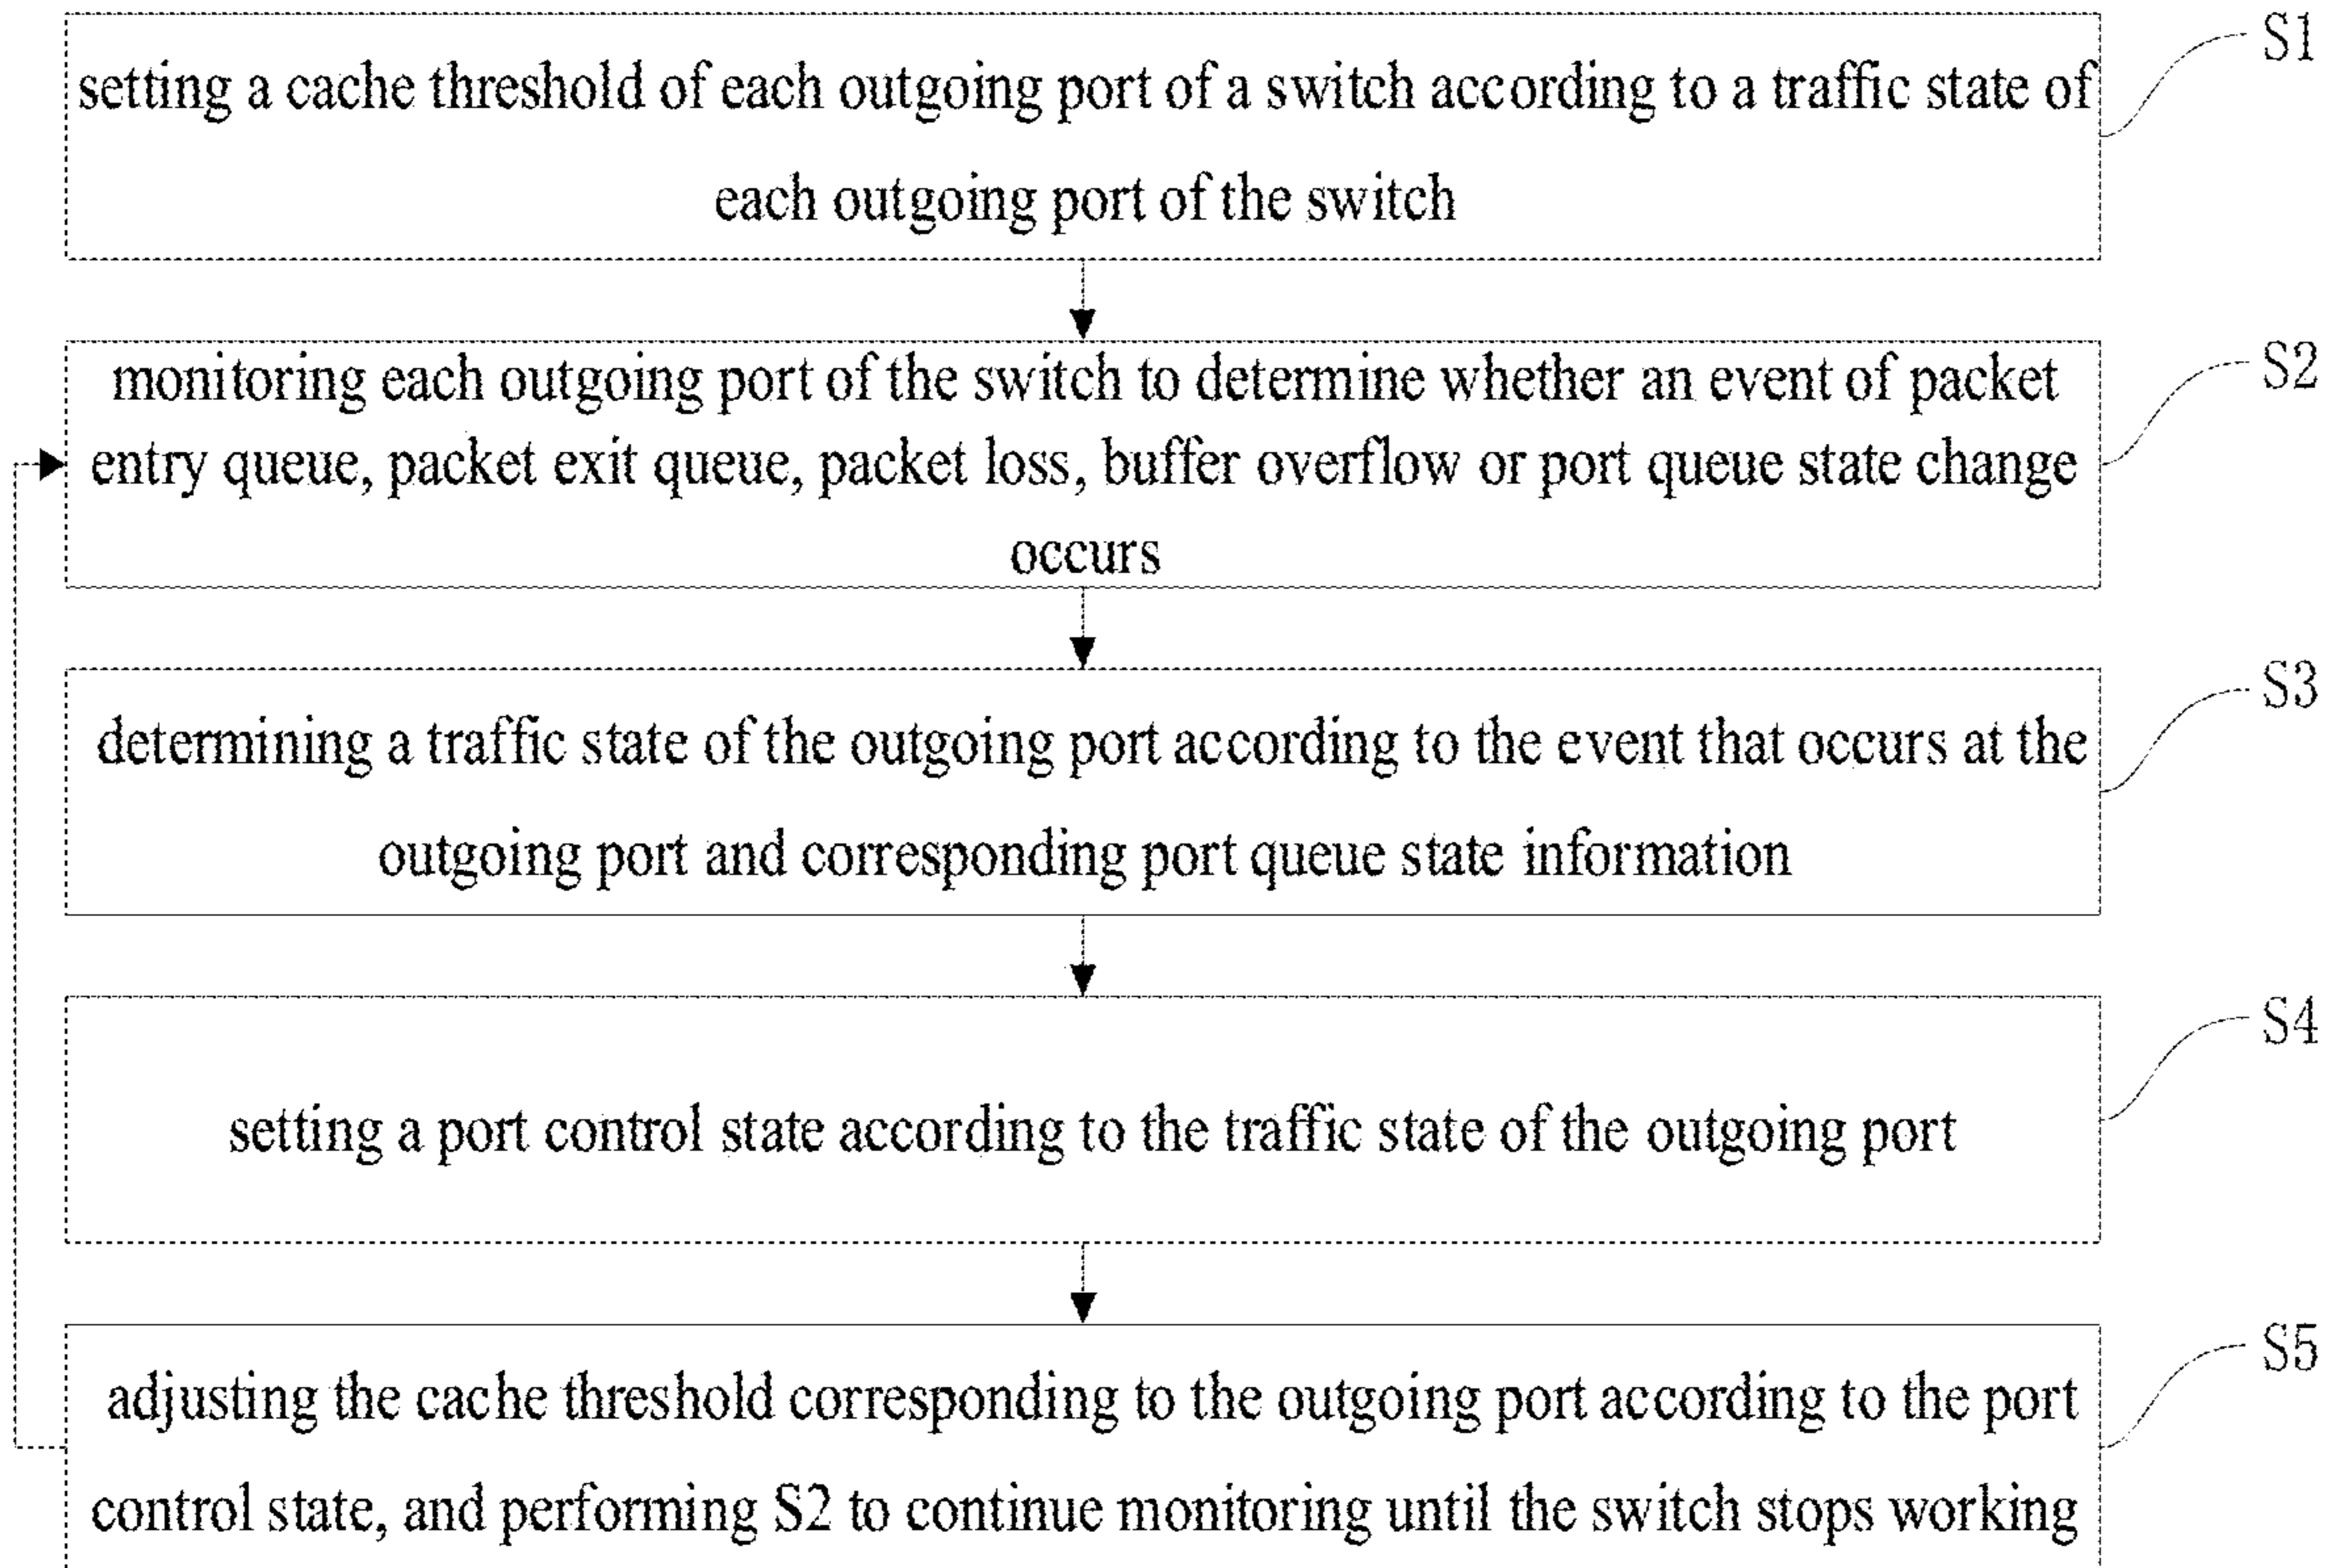 setting a cache threshold of each outgoing port of a switch according to a traffic state of
each outgoing port of the switch
S1
monitoring each outgoing port of the switch to determine whether an event of packet
entry queue, packet exit queue, packet loss, buffer overflow or port queue state change
occurs
S2
determining a traffic state of the outgoing port according to the event that occurs at the
outgoing port and corresponding port queue state information
S3
setting a port control state according to the traffic state of the outgoing port
S4
adjusting the cache threshold corresponding to the outgoing port according to the port
control state, and performing S2 to continue monitoring until the switch stops working
S5